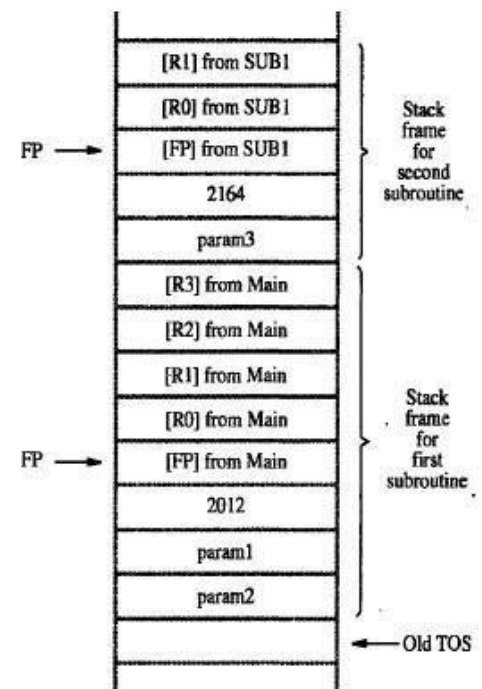 [R1] from SUB1
[R0] from SUB1
FP
[FP] from SUB1
2164
param3
Stack
frame
for
second
subroutine
[R3] from Main
[R2] from Main
[R1] from Main
[R0] from Main
FP
[FP] from Main
2012
param1
param2
Stack
frame
for
first
subroutine
Old TOS